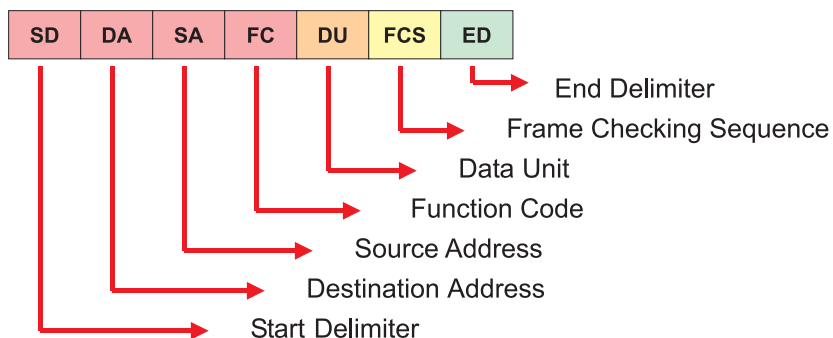 SD DA SA FC DU FCS ED
End Delimiter
Frame Checking Sequence
Data Unit
Function Code
Source Address
Destination Address
Start Delimiter